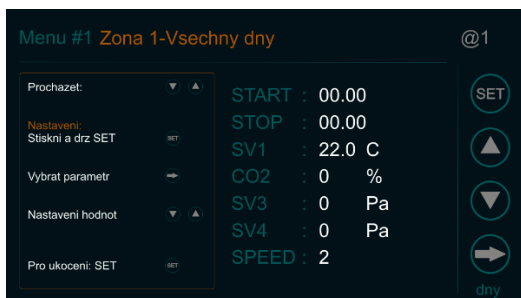 Menu #1 Zona 1-Vsechny dny @1
Prochazet:
Nastaveni:
Stiskni a drz SET SET
Vybrat parametr
Nastaveni hodnot
Pro ukoceni: SET SET
START : 00.00
STOP : 00.00
SV1 : 22.0 C
CO2 : 0 %
SV3 : 0 Pa
SV4 : 0 Pa
SPEED : 2
SET
dny